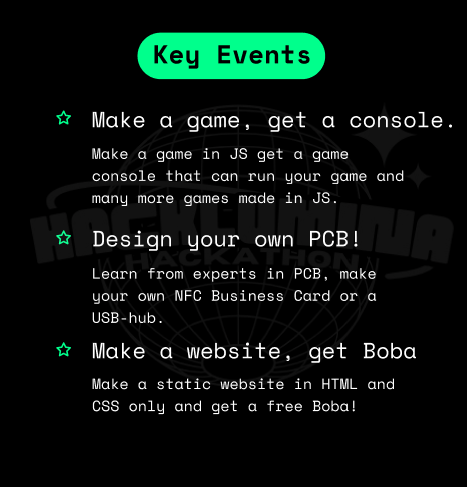 Key Events
Make a game, get a console.
Make a game in JS get a game
console that can run your game and
many more games made in JS.
Design your own PCB!
Learn from experts in PCB, make
your own NFC Business Card or a
USB-hub.
Make a website, get Boba
Make a static website in HTML and
CSS only and get a free Boba!
HACKATHON